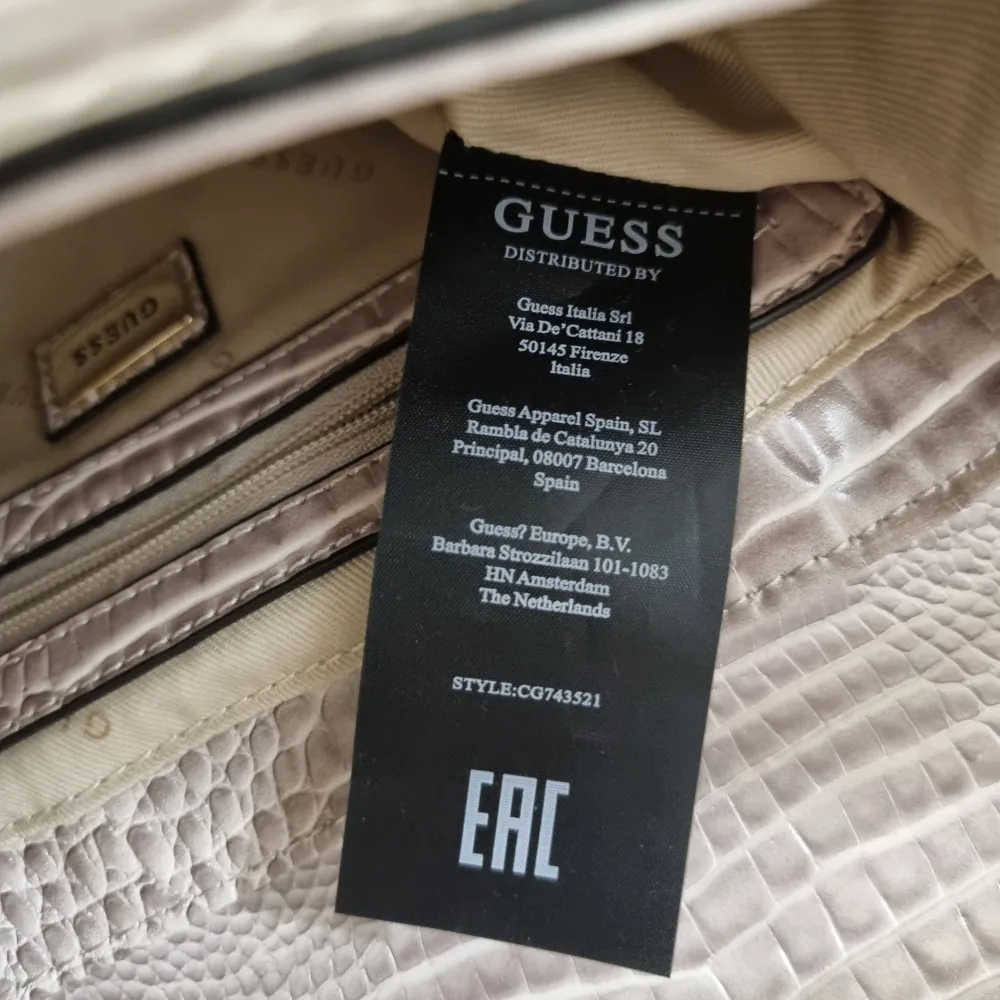 GUESS
GUESS
GUESS
DISTRIBUTED BY
Guess Italia Srl
Via De'Cattani 18
50145 Firenze
Italia
Guess Apparel Spain, SL
Rambla de Catalunya 20
Principal, 08007 Barcelona
Spain
Guess? Europe, B.V.
Barbara Strozzilaan 101-1083
HN Amsterdam
The Netherlands
STYLE:CG743521
EAC